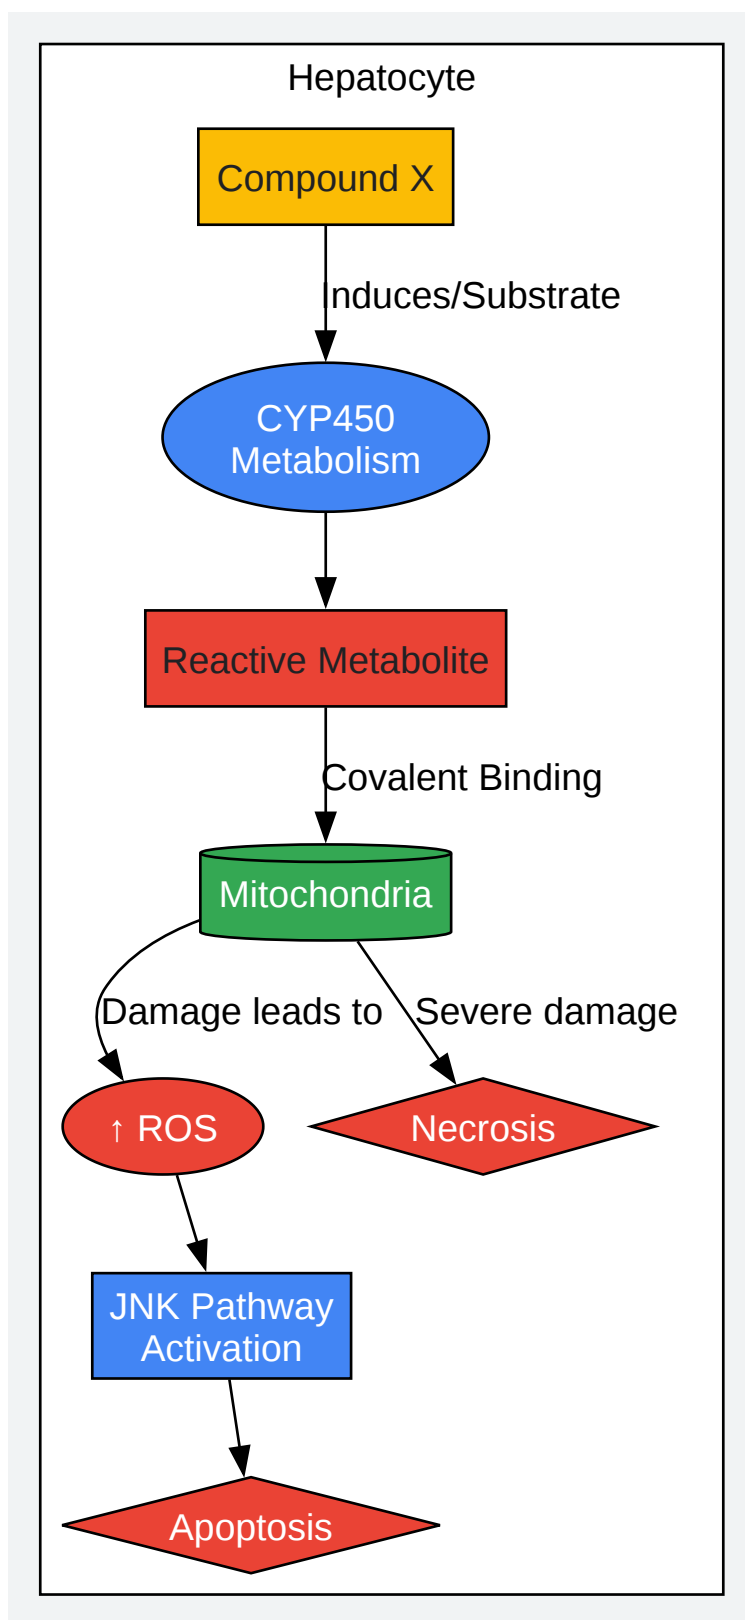 Hepatocyte
Compound X
Induces/Substrate
CYP450
Metabolism
Reactive Metabolite
Covalent Binding
Mitochondria
Damage leads to
Severe damage
↑ ROS
Necrosis
JNK Pathway
Activation
Apoptosis